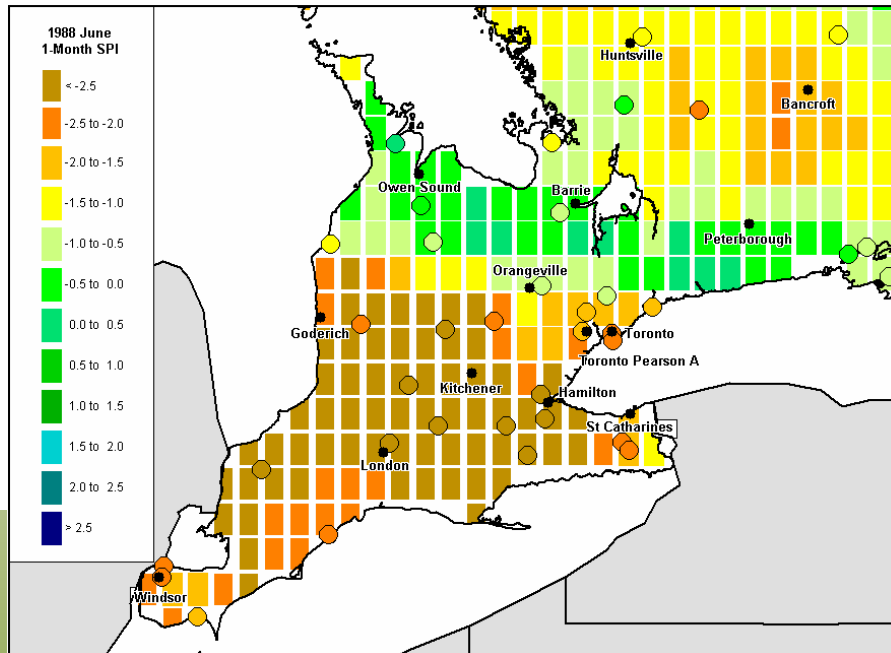 1988 June
1-Month SPI
< -2.5
-2.5 to -2.0
-2.0 to -1.5
-1.5 to -1.0
-1.0 to -0.5
-0.5 to 0.0
0.0 to 0.5
0.5 to 1.0
1.0 to 1.5
1.5 to 2.0
2.0 to 2.5
> 2.5
Huntsville
Bancroft
Owen Sound
Barrie
Peterborough
Orangeville
Goderich
Toronto
Toronto Pearson A
Kitchener
Hamilton
St Catharines
London
Windsor